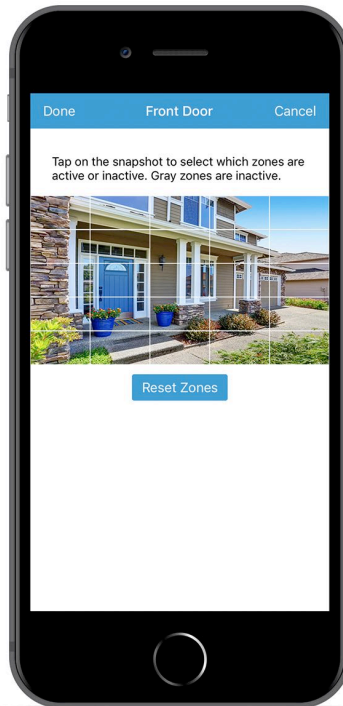 Done Front Door Cancel
Tap on the snapshot to select which zones are
active or inactive. Gray zones are inactive.
Reset Zones